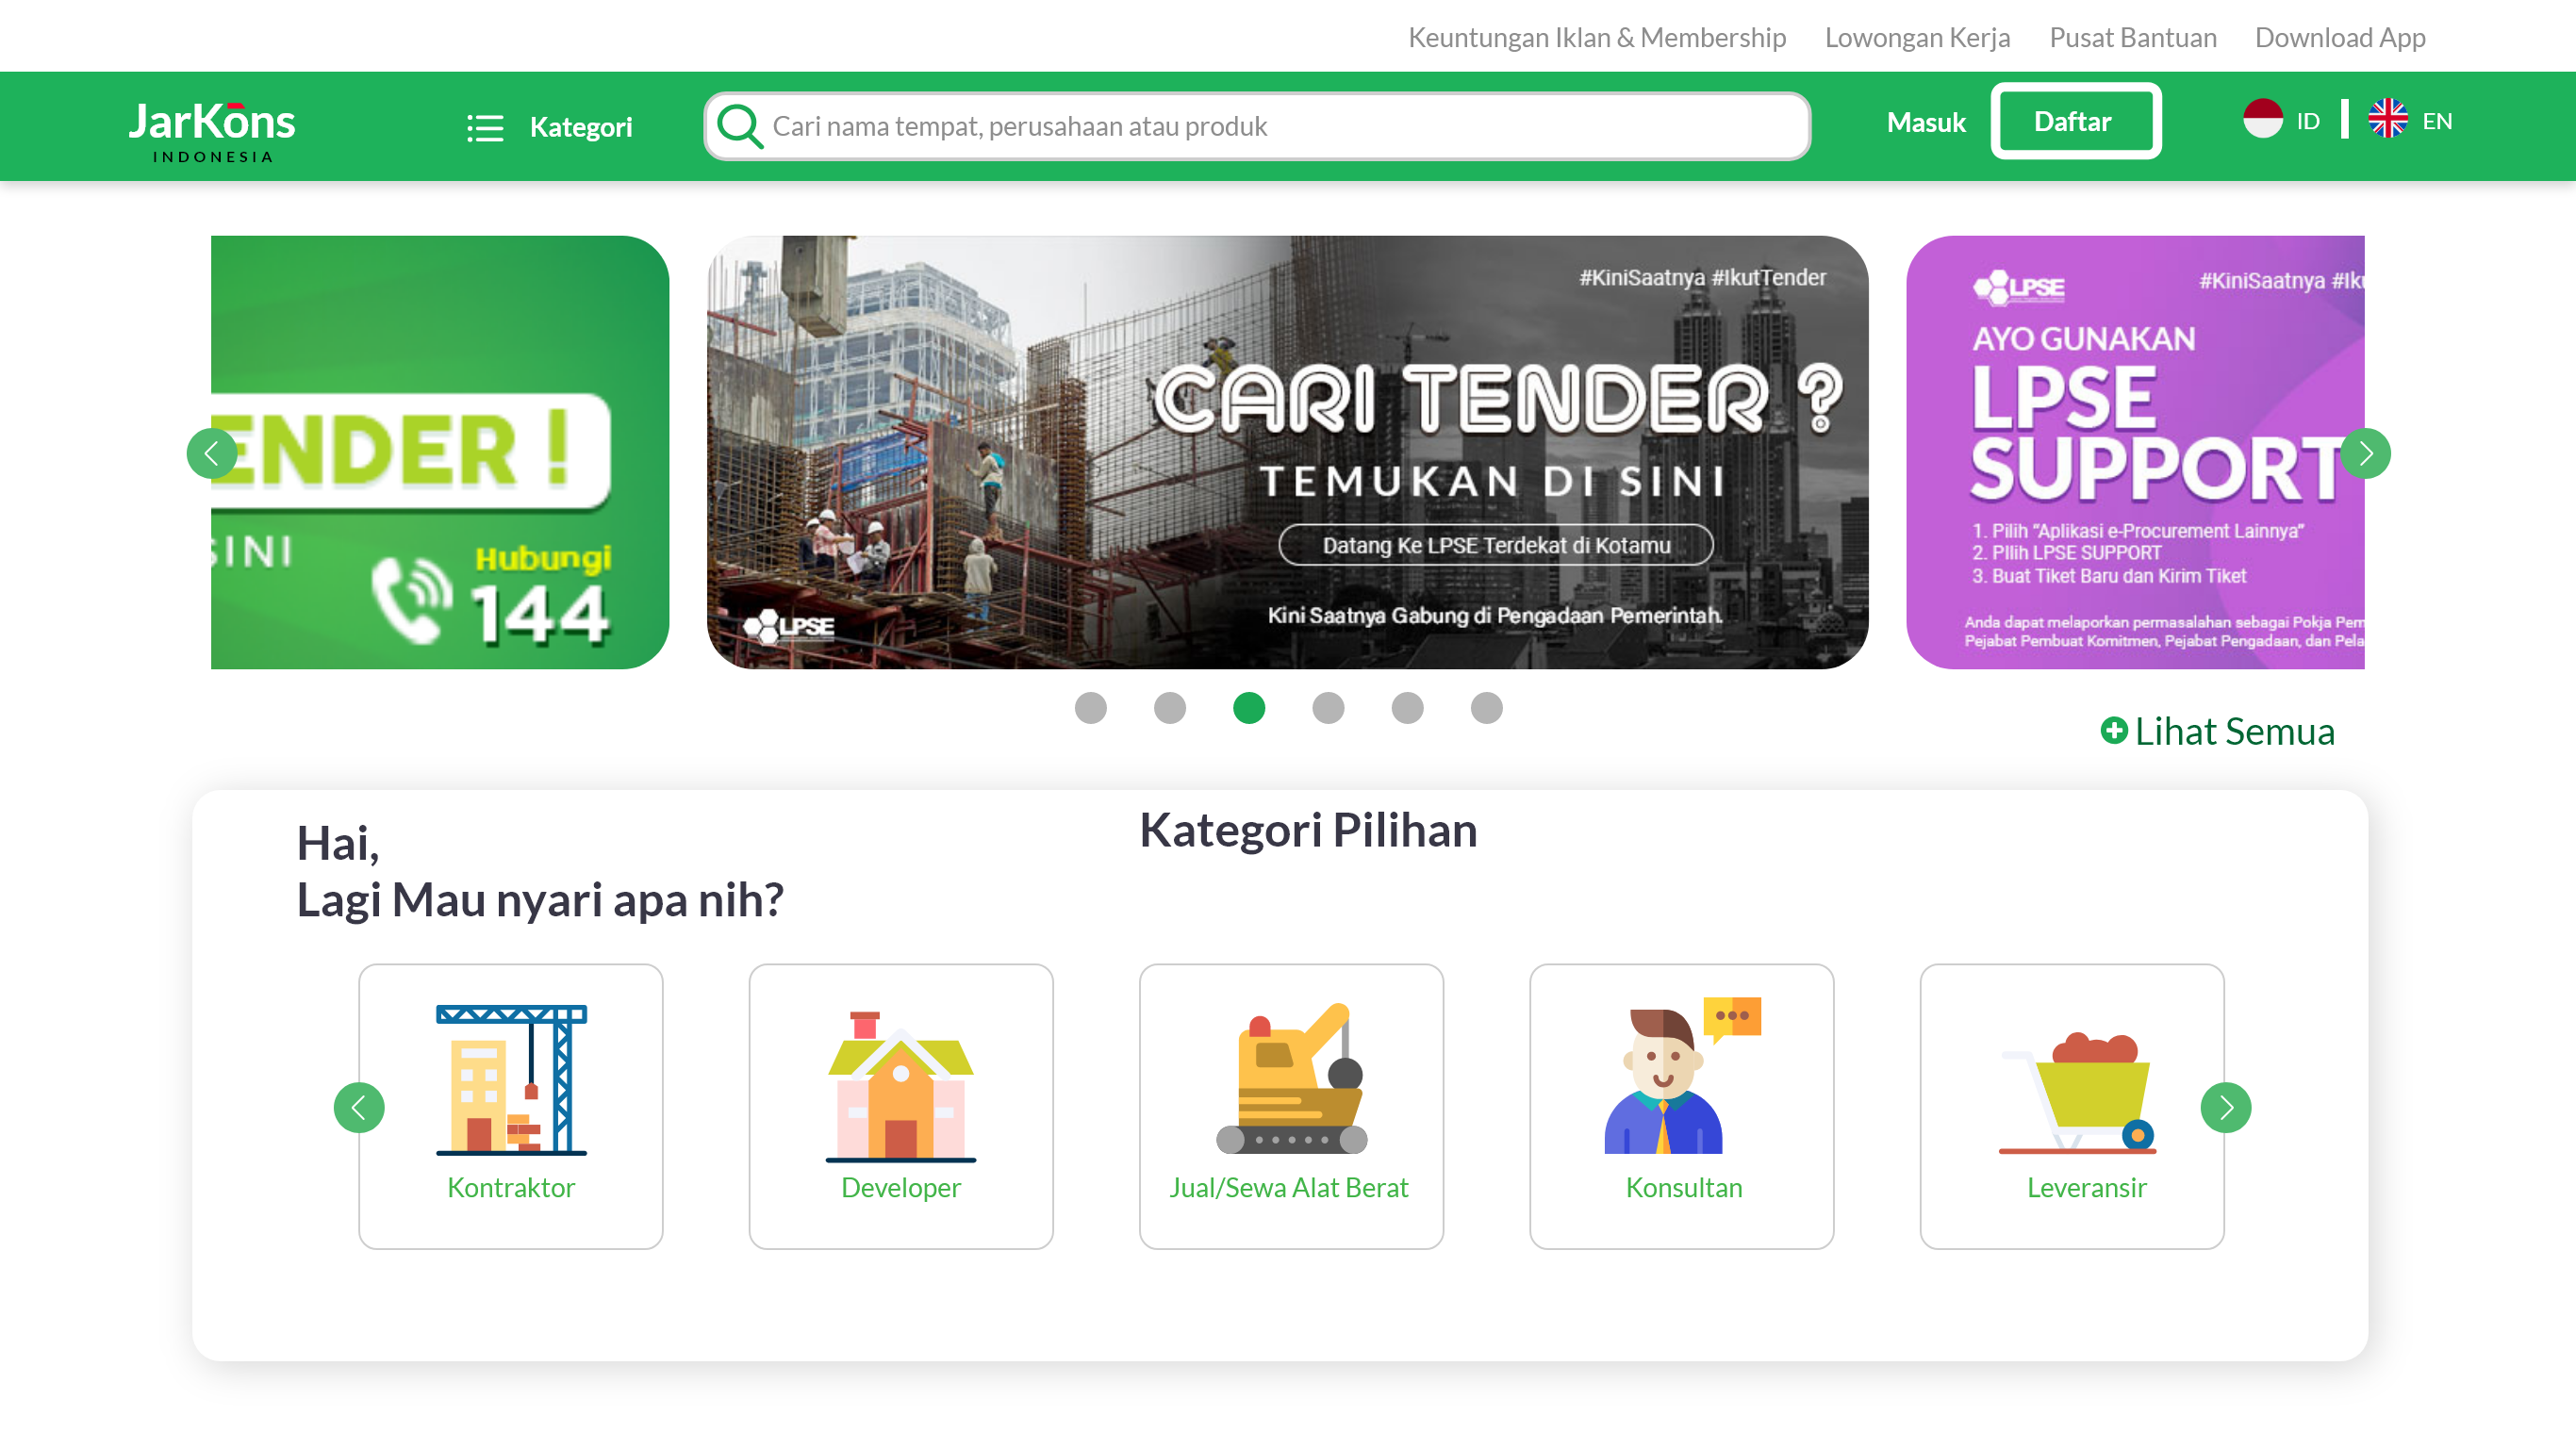 Keuntungan Iklan & Membership Lowongan Kerja Pusat Bantuan Download App
JarKons
INDONESIA
Kategori
Cari nama tempat, perusahaan atau produk
Masuk
Daftar
ID
EN
ENDER !
SINI
Hubungi
144
#KiniSaatnya #IkutTender
CARI TENDER ?
TEMUKAN DI SINI
Datang Ke LPSE Terdekat di Kotamu
Kini Saatnya Gabung di Pengadaan Pemerintah.
LPSE
LPSE
#KiniSaatnya #Iku
AYO GUNAKAN
LPSE
SUPPORT
1. Pilih “Aplikasi e-Procurement Lainnya”
2. PIlih LPSE SUPPORT
3. Buat Tiket Baru dan Kirim Tiket
Anda dapat melaporkan permasalahan sebagai Pokja Pem
Pejabat Pembuat Komitmen, Pejabat Pengadaan, dan Pela
Lihat Semua
Hai,
Lagi Mau nyari apa nih?
Kategori Pilihan
Kontraktor
Developer
Jual/Sewa Alat Berat
Konsultan
Leveransir